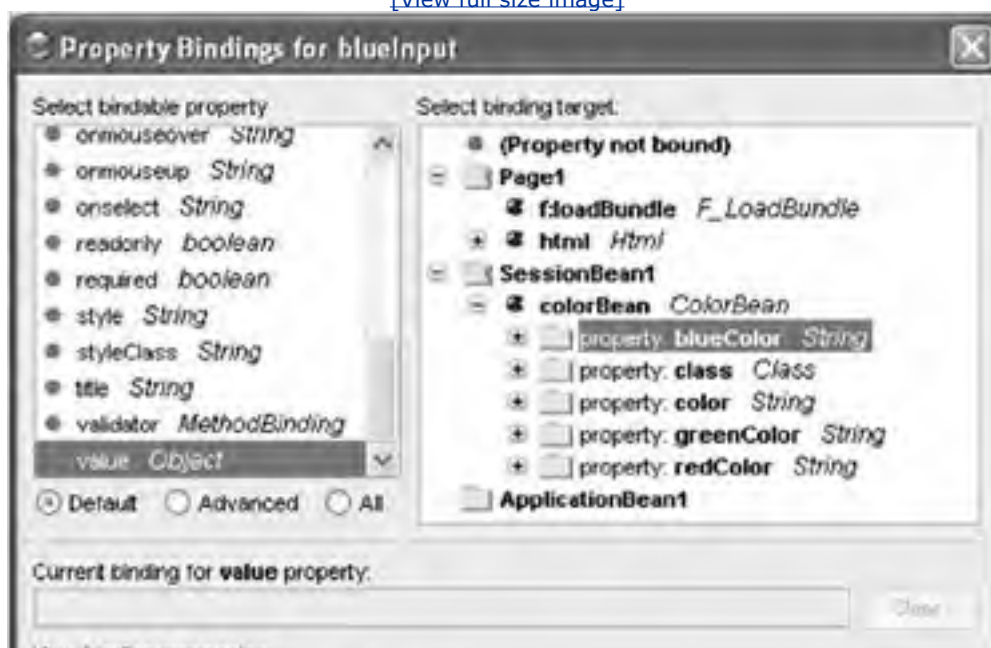 [View full size image]
Property Bindings for blueInput
Select bindable property
onmouseover String
onmouseup String
onselect String
readonly boolean
required boolean
style String
styleClass String
title String
validator MethodBinding
value Object
Default Advanced All
Select binding target:
(Property not bound)
Page1
f:loadBundle F_LoadBundle
html Html
SessionBean1
colorBean ColorBean
property: blueColor String
property: class Class
property: color String
property: greenColor String
property: redColor String
ApplicationBean1
Current binding for value property: